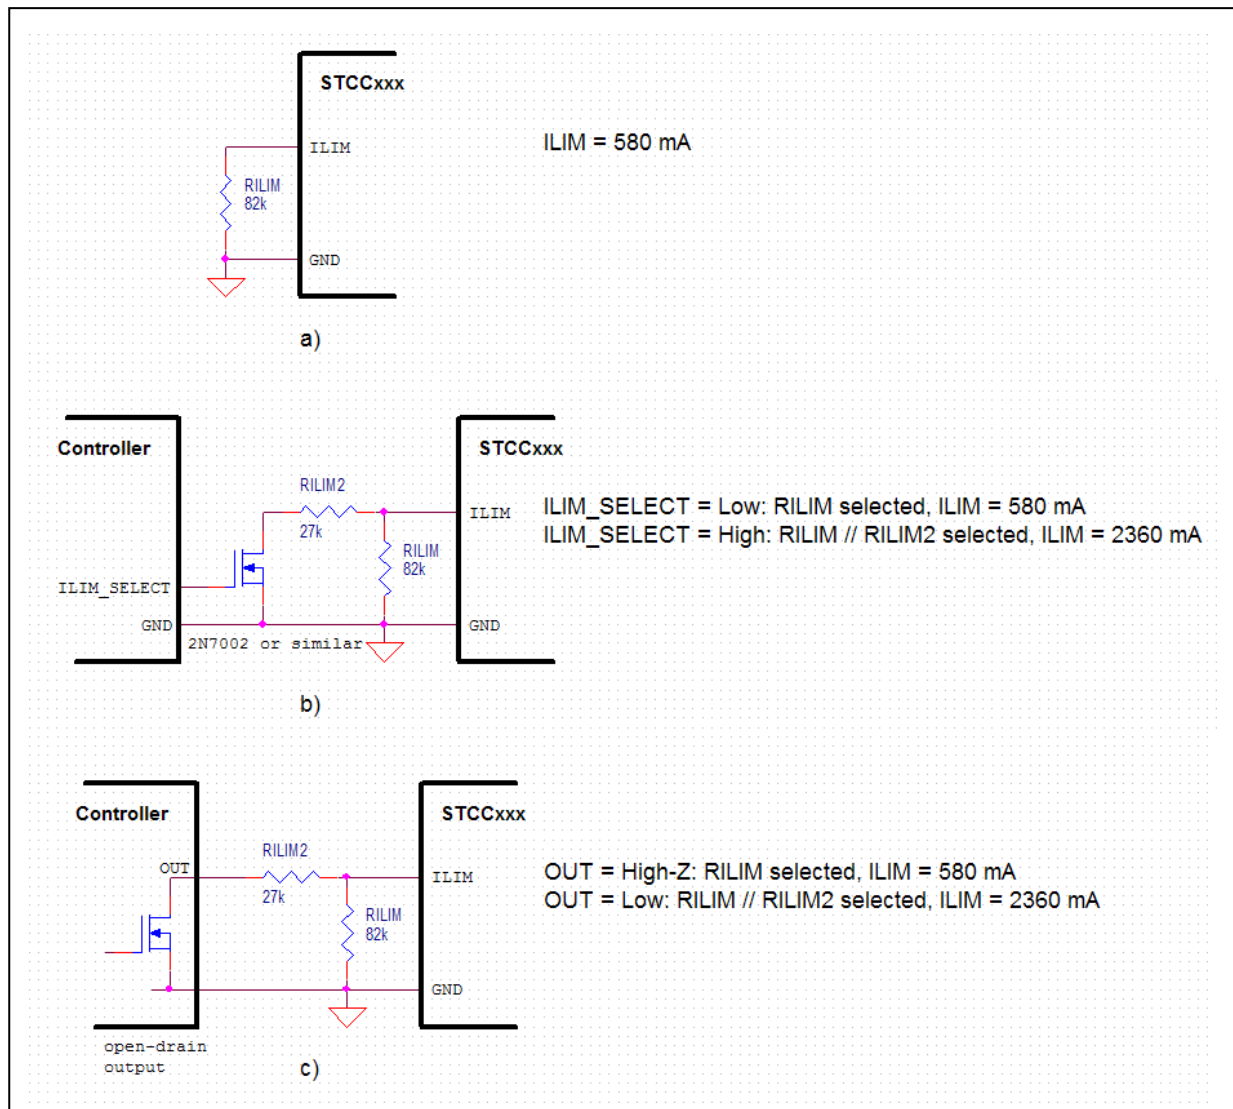 STCCxxx
ILIM
ILIM = 580 mA
RILIM
82k
GND
a)
Controller
STCCxxx
RILIM2
27k
ILIM
ILIM_SELECT = Low: RILIM selected, ILIM = 580 mA
ILIM_SELECT = High: RILIM // RILIM2 selected, ILIM = 2360 mA
RILIM
82k
ILIM_SELECT
GND
2N7002 or similar
GND
b)
Controller
STCCxxx
OUT
RILIM2
27k
ILIM
OUT = High-Z: RILIM selected, ILIM = 580 mA
OUT = Low: RILIM // RILIM2 selected, ILIM = 2360 mA
RILIM
82k
GND
open-drain
output
c)